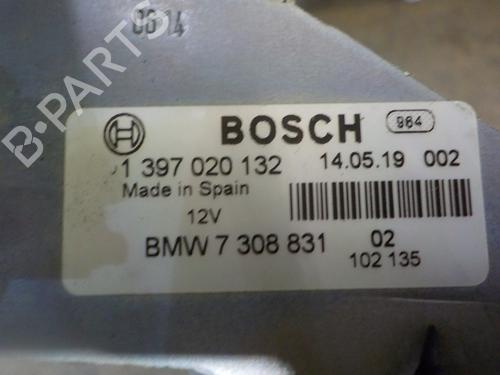 0614
BOSCH 964
1 397 020 132 14.05.19 002
Made in Spain
12V
BMW 7 308 831 02
102 135
B-PARTS